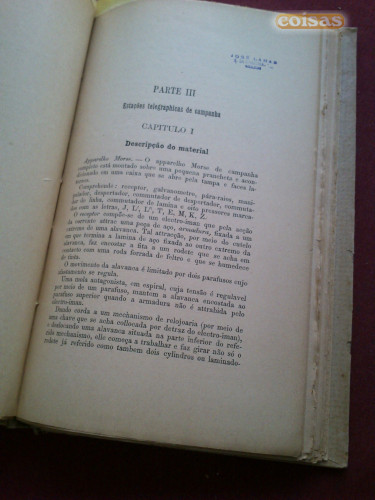 coisas
PARTE III
Estações telegraphicas de campanha
CAPITULO I
Descripção do material
Apparelho Morse. — O apparelho Morse de campanha
completo está montado sobre uma pequena prancheta e acon-
dicionado em uma caixa que se abre pela tampa e faces la-
teraes.
Comprehende: receptor, galvanometro, pára-raios, mani-
pulador, despertador, commutador de despertador, commuta-
dor de linha, commutador de lamina e oito pressores marca-
dos com as letras, J, L, L, T, E, M, K, Z.
O receptor compõe-se de um electro-iman que pela acção
da corrente attrae uma peça de aço, armadura, fixada a um
extremo de uma alavanca. Tal attracção, por meio do cutelo
em que termina a lamina de aço fixada ao outro extremo da
alavanca, faz encostar a fita a um rodete que se acha em
contacto com uma roda forrada de feltro e que se humedece
de tinta.
O movimento da alavanca é limitado por dois parafusos cujo
afastamento se regula.
Uma mola antagonista, em espiral, cuja tensão é regulavel
por meio de um parafuso, mantem a alavanca encostada ao
parafuso superior quando a armadura não é attrahida pelo
electro-iman.
Dando corda a um mechanismo de relojoaria (por meio de
uma chave que se acha collocada por detraz do electro-iman)
e deslocando uma alavanca situada na parte inferior do refe-
rido mechanismo, elle começa a trabalhar e faz girar não só o
rodete já referido como tambem dois cylindros ou laminado-